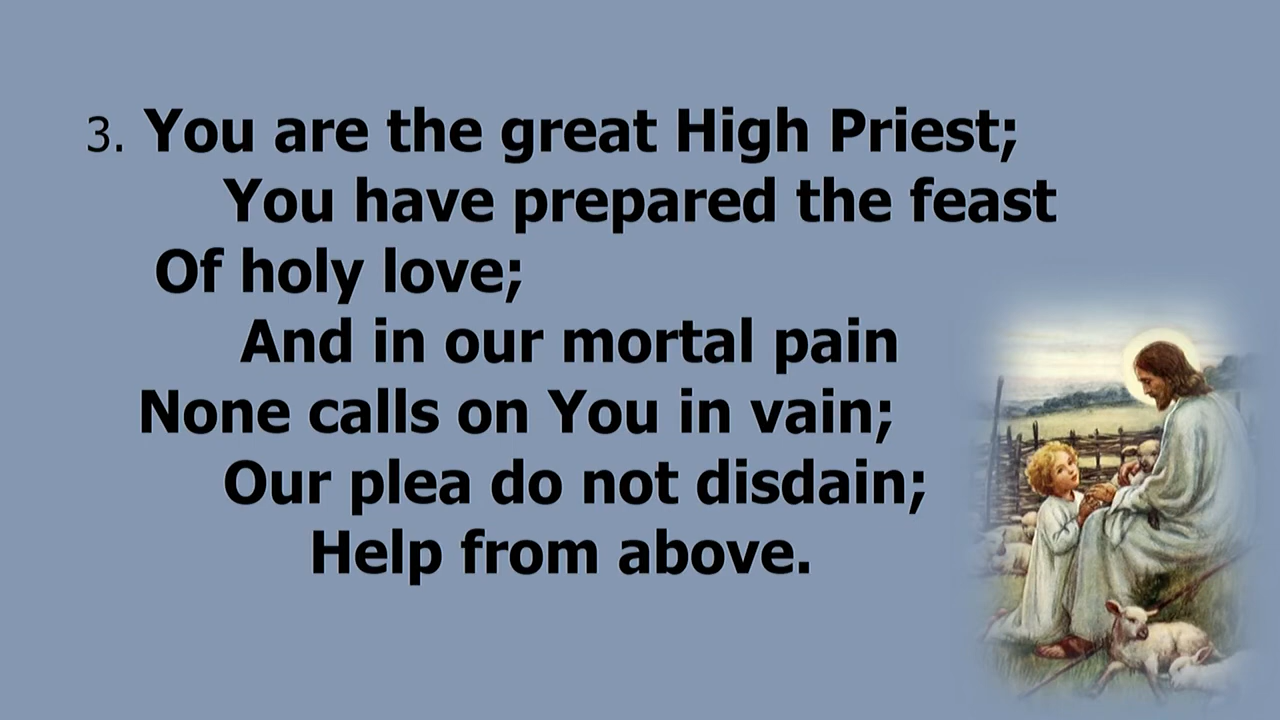 3. You are the great High Priest;
You have prepared the feast
Of holy love;
And in our mortal pain
None calls on You in vain;
Our plea do not disdain;
Help from above.